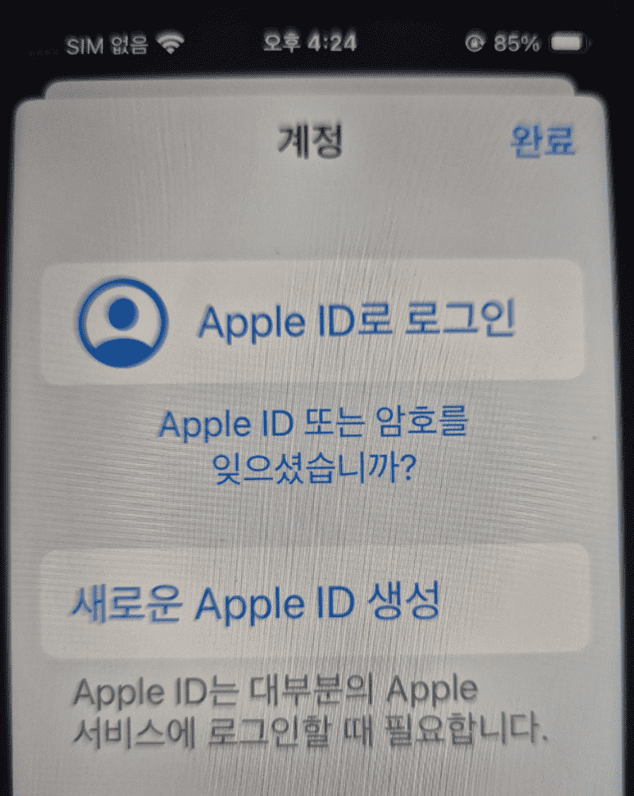 SIM 없음 오후 4:24 85%
계정 완료
Apple ID로 로그인
Apple ID 또는 암호를
잊으셨습니까?
새로운 Apple ID 생성
Apple ID는 대부분의 Apple
서비스에 로그인할 때 필요합니다.